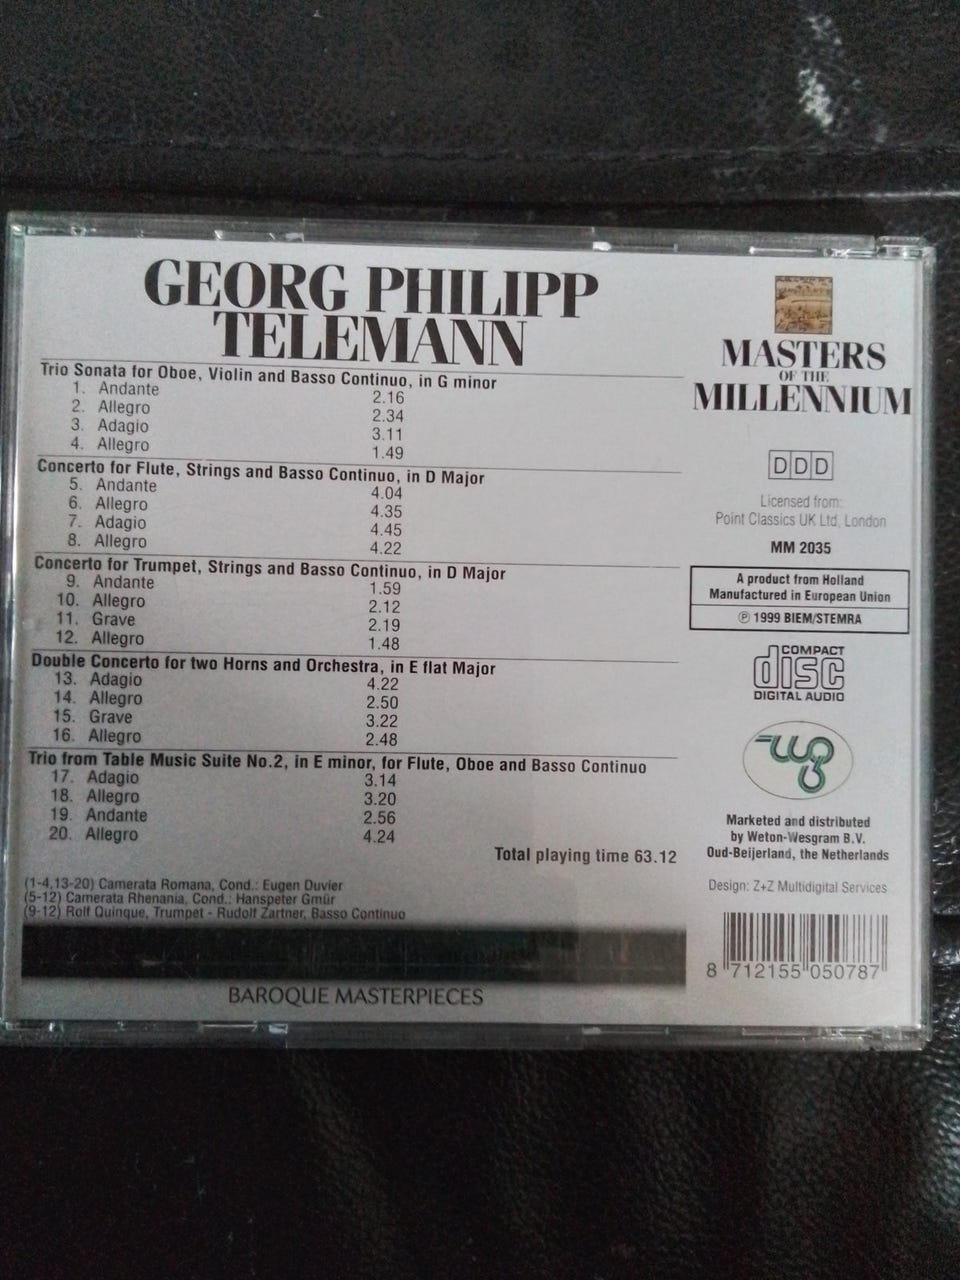 GEORG PHILIPP
TELEMANN
Trio Sonata for Oboe, Violin and Basso Continuo, in G minor
1. Andante 2.16
2. Allegro 2.34
3. Adagio 3.11
4. Allegro 1.49
Concerto for Flute, Strings and Basso Continuo, in D Major
5. Andante 4.04
6. Allegro 4.35
7. Adagio 4.45
8. Allegro 4.22
Concerto for Trumpet, Strings and Basso Continuo, in D Major
9. Andante 1.59
10. Allegro 2.12
11. Grave 2.19
12. Allegro 1.48
Double Concerto for two Horns and Orchestra, in E flat Major
13. Adagio 4.22
14. Allegro 2.50
15. Grave 3.22
16. Allegro 2.48
Trio from Table Music Suite No.2, in E minor, for Flute, Oboe and Basso Continuo
17. Adagio 3.14
18. Allegro 3.20
19. Andante 2.56
20. Allegro 4.24
Total playing time 63.12
(1-4,13-20) Camerata Romana, Cond.: Eugen Duvier
(5-12) Camerata Rhenania, Cond.: Hanspeter Gmür
(9-12) Rolf Quinque, Trumpet - Rudolf Zartner, Basso Continuo
BAROQUE MASTERPIECES
MASTERS
OF THE
MILLENNIUM
DDD
Licensed from:
Point Classics UK Ltd, London
MM 2035
A product from Holland
Manufactured in European Union
℗ 1999 BIEM/STEMRA
COMPACT
disc
DIGITAL AUDIO
Marketed and distributed
by Weton-Wesgram B.V.
Oud-Beijerland, the Netherlands
Design: Z+Z Multidigital Services
8 712155 050787